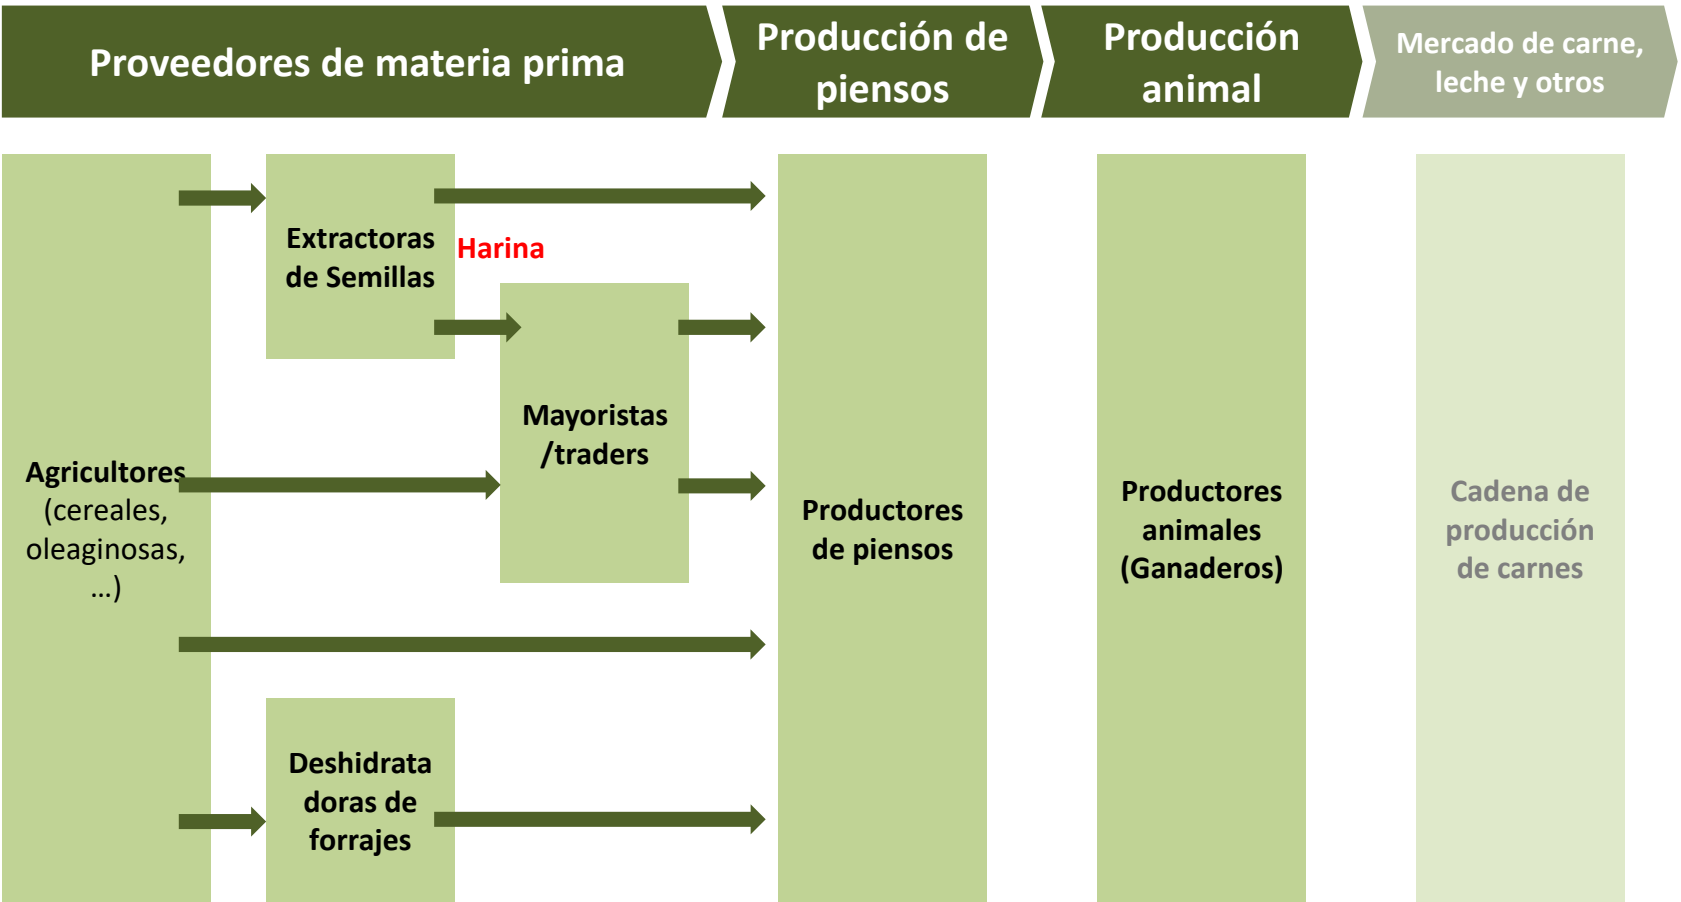 Proveedores de materia prima
Producción de
piensos
Producción
animal
Mercado de carne,
leche y otros
Agricultores
(cereales,
oleaginosas,
...)
Extractoras
de Semillas
Harina
Mayoristas
/traders
Deshidrata
doras de
forrajes
Productores
de piensos
Productores
animales
(Ganaderos)
Cadena de
producción
de carnes